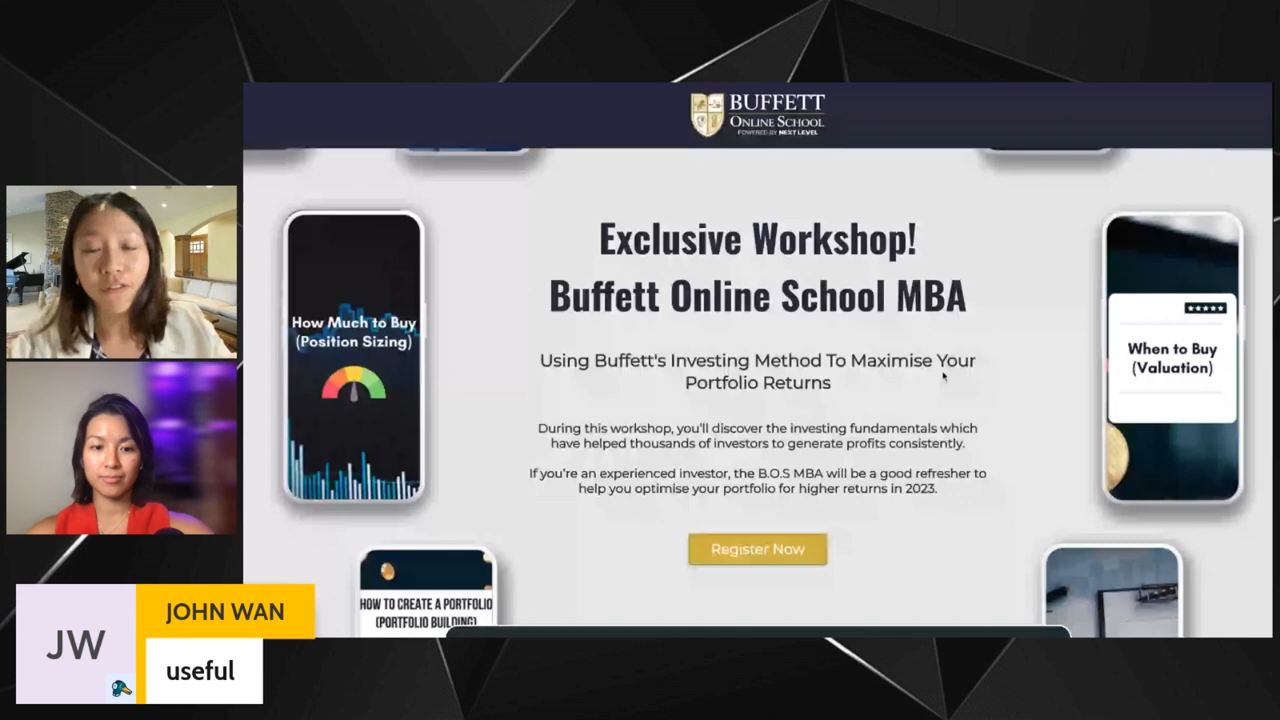 BUFFETT
ONLINE SCHOOL
POWERED BY NEXT LEVEL
Exclusive Workshop!
Buffett Online School MBA
Using Buffett's Investing Method To Maximise Your
Portfolio Returns
During this workshop, you'll discover the investing fundamentals which
have helped thousands of investors to generate profits consistently.
If you're an experienced investor, the B.O.S MBA will be a good refresher to
help you optimise your portfolio for higher returns in 2023.
Register Now
How Much to Buy
(Position Sizing)
When to Buy
(Valuation)
HOW TO CREATE A PORTFOLIO
(PORTFOLIO BUILDING)
JW
JOHN WAN
useful